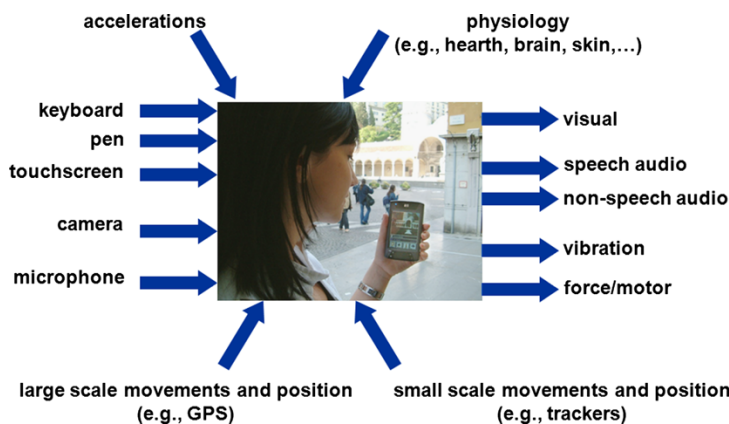 accelerations
physiology
(e.g., hearth, brain, skin,…)
keyboard
pen
touchscreen
camera
microphone
visual
speech audio
non-speech audio
vibration
force/motor
large scale movements and position
(e.g., GPS)
small scale movements and position
(e.g., trackers)